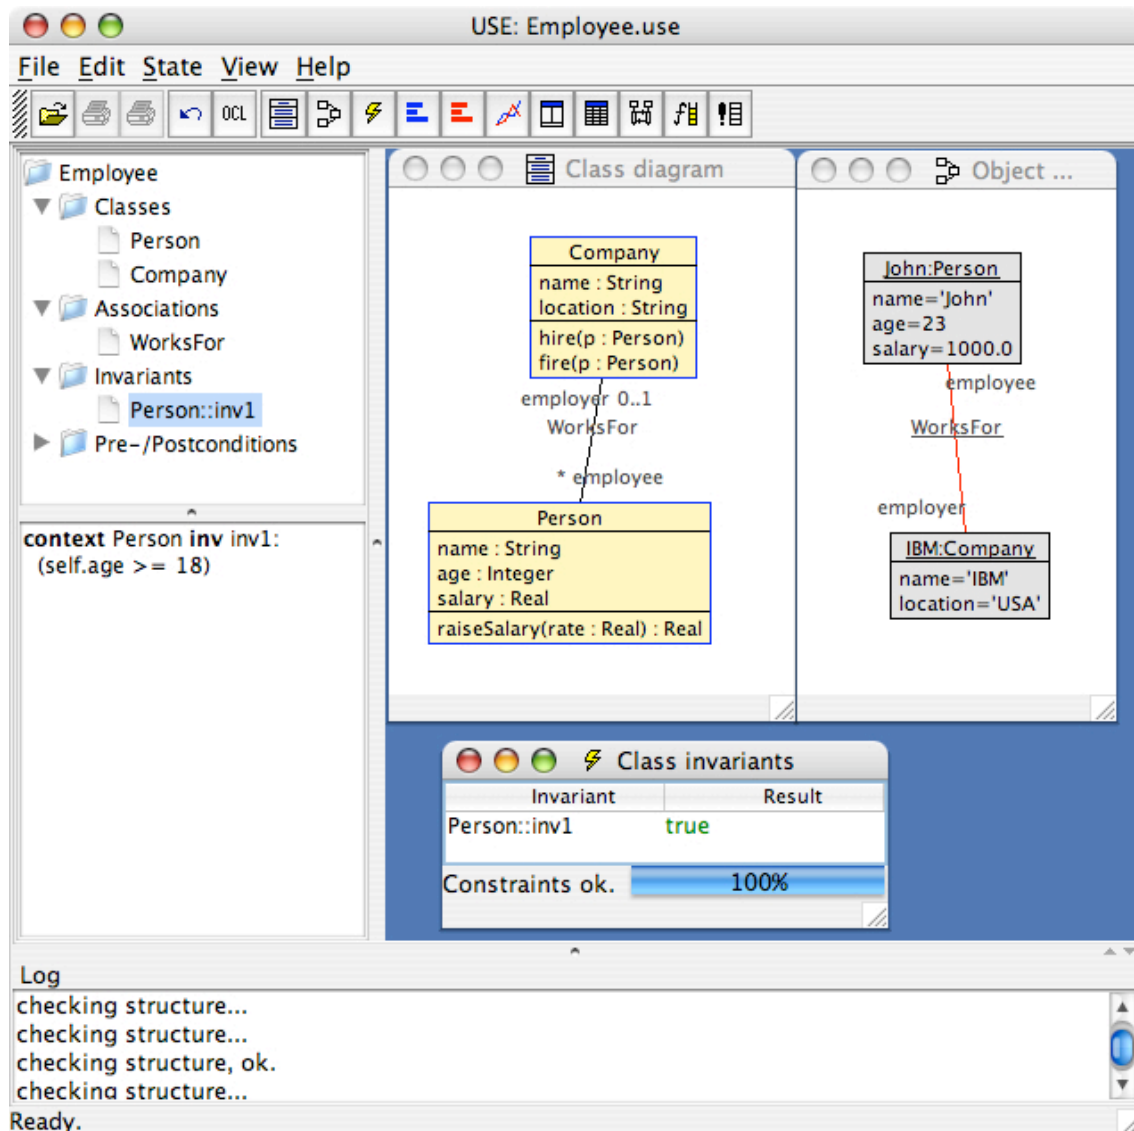 USE: Employee.use
File Edit State View Help
OCL
Employee
Classes
Person
Company
Associations
WorksFor
Invariants
Person::inv1
Pre-/Postconditions
context Person inv inv1:
(self.age >= 18)
Class diagram
Company
name : String
location : String
hire(p : Person)
fire(p : Person)
employer 0..1
WorksFor
* employee
Person
name : String
age : Integer
salary : Real
raiseSalary(rate : Real) : Real
Object ...
John:Person
name='John'
age=23
salary=1000.0
employee
WorksFor
employer
IBM:Company
name='IBM'
location='USA'
Class invariants
Invariant Result
Person::inv1 true
Constraints ok. 100%
Log
checking structure...
checking structure...
checking structure, ok.
checking structure...
Ready.